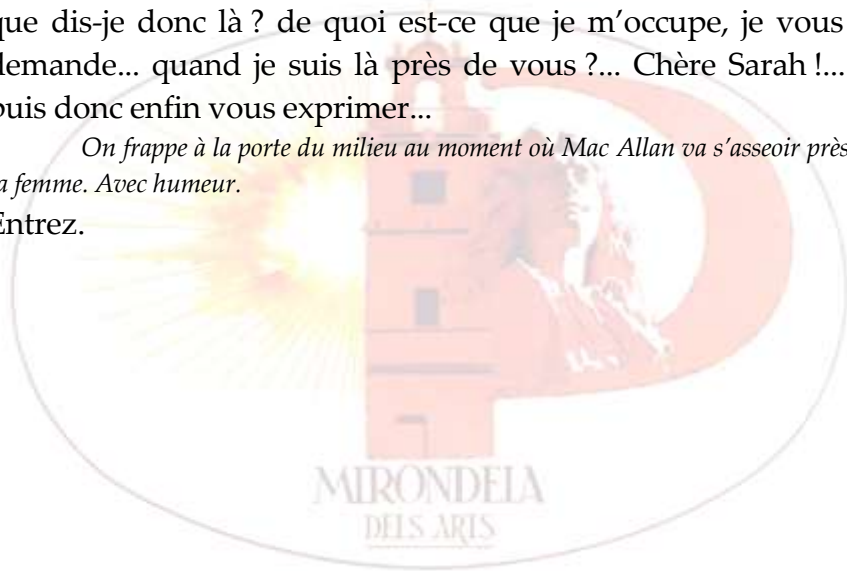 que dis-je donc là ? de quoi est-ce que je m’occupe, je vous
demande... quand je suis là près de vous ?... Chère Sarah !...
puis donc enfin vous exprimer...
On frappe à la porte du milieu au moment où Mac Allan va s’asseoir près
sa femme. Avec humeur.
Entrez.
MIRONDELA
DELS ARTS